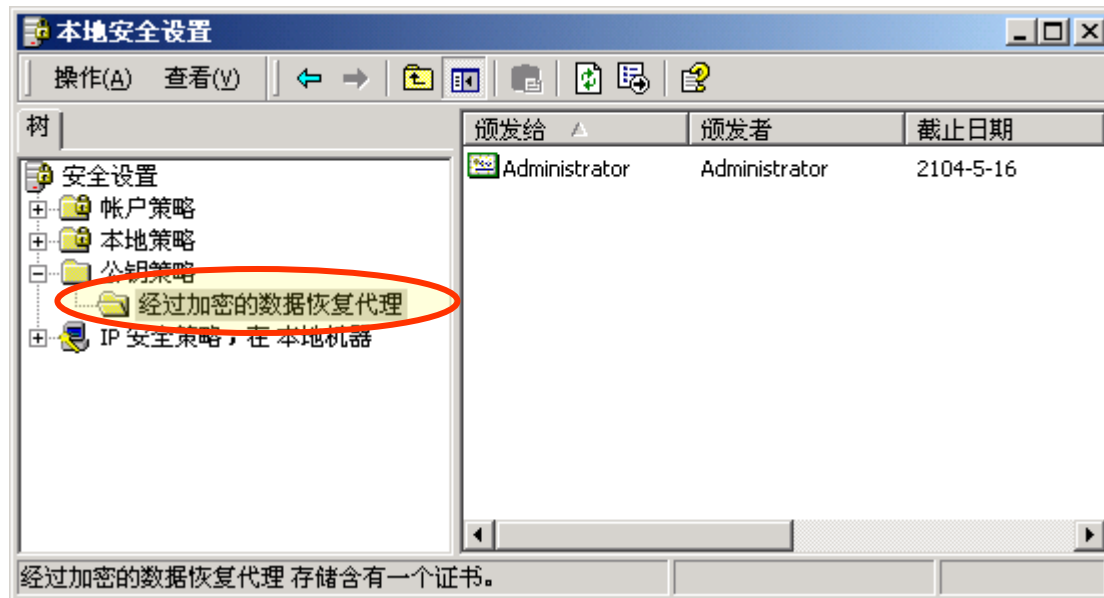 本地安全设置
操作(A) 查看(V)
树
颁发给 颁发者 截止日期
安全设置
帐户策略
本地策略
公钥策略
经过加密的数据恢复代理
IP 安全策略，在 本地机器
Administrator Administrator 2104-5-16
经过加密的数据恢复代理 存储含有一个证书。